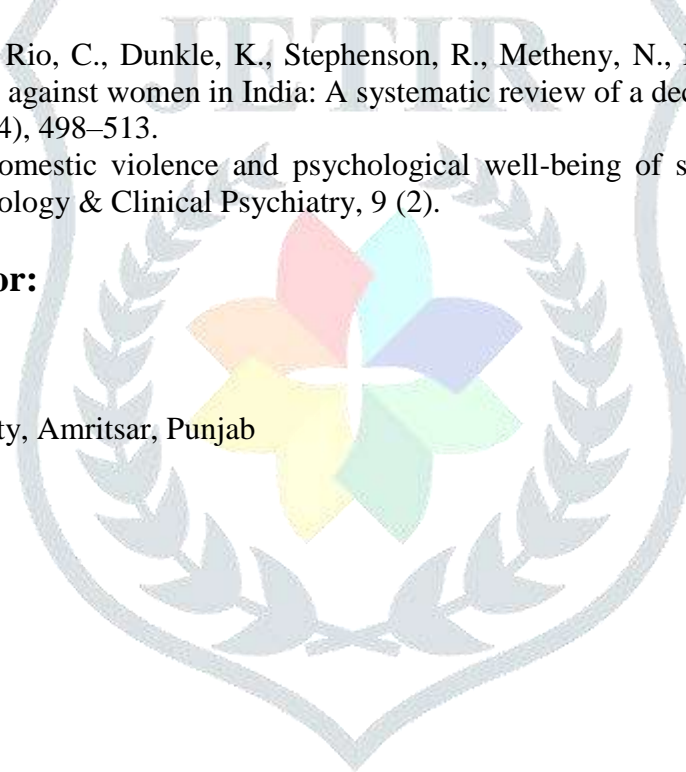 JETIR
Rio, C., Dunkle, K., Stephenson, R., Metheny, N.,
against women in India: A systematic review of a
4), 498–513.
omestic violence and psychological well-being of
ology & Clinical Psychiatry, 9 (2).
or:
ty, Amritsar, Punjab